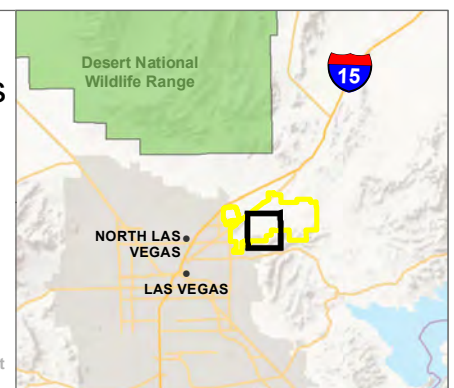 Desert National
Wildlife Range
15
NORTH LAS
VEGAS
LAS VEGAS
s
t